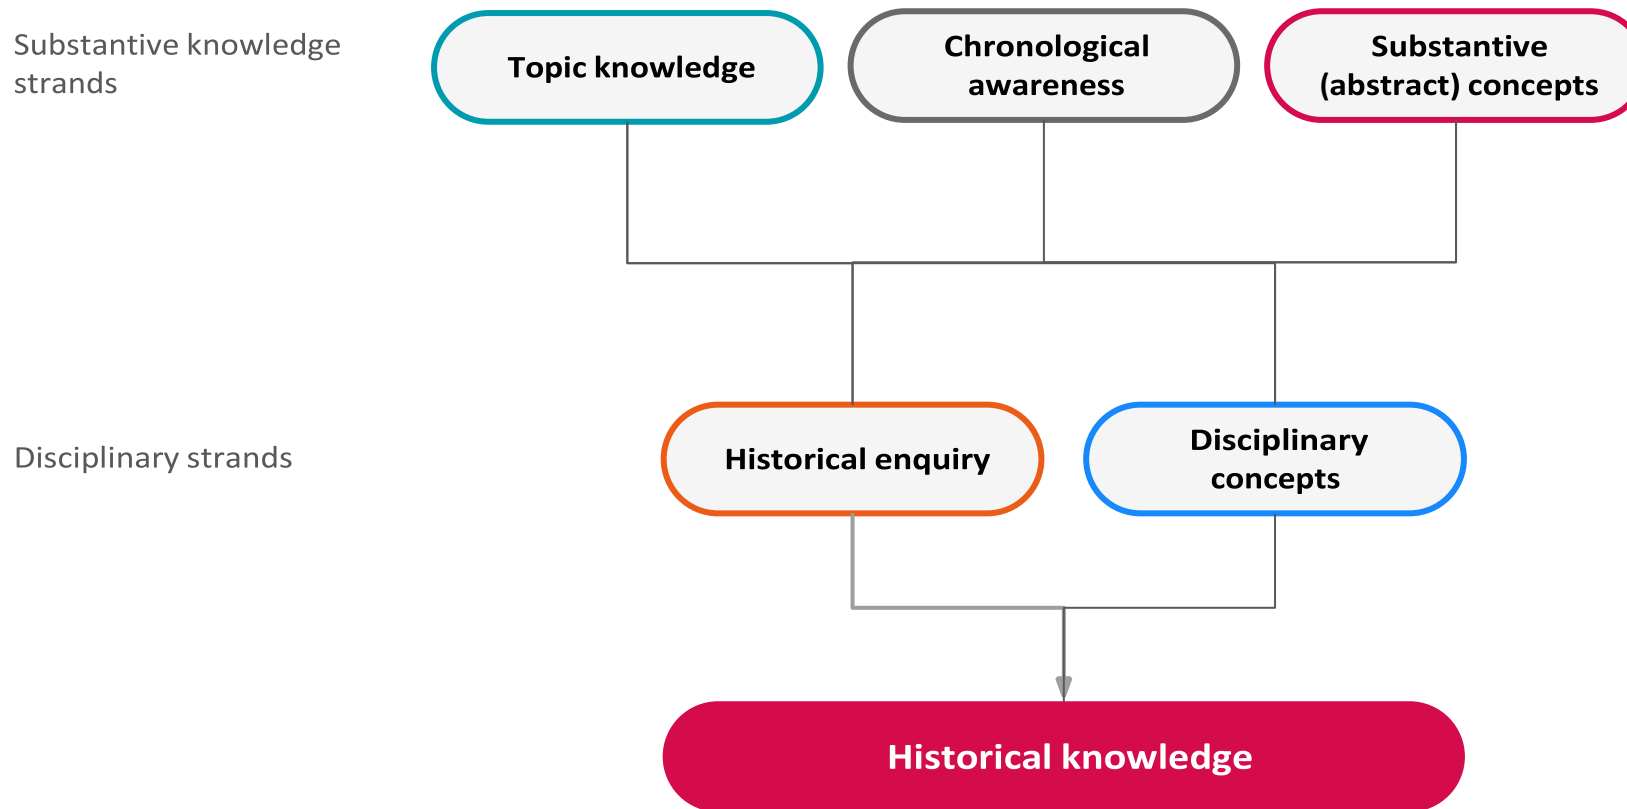 Substantive knowledge
strands
Topic knowledge
Chronological
awareness
Substantive
(abstract) concepts
Disciplinary strands
Historical enquiry
Disciplinary
concepts
Historical knowledge